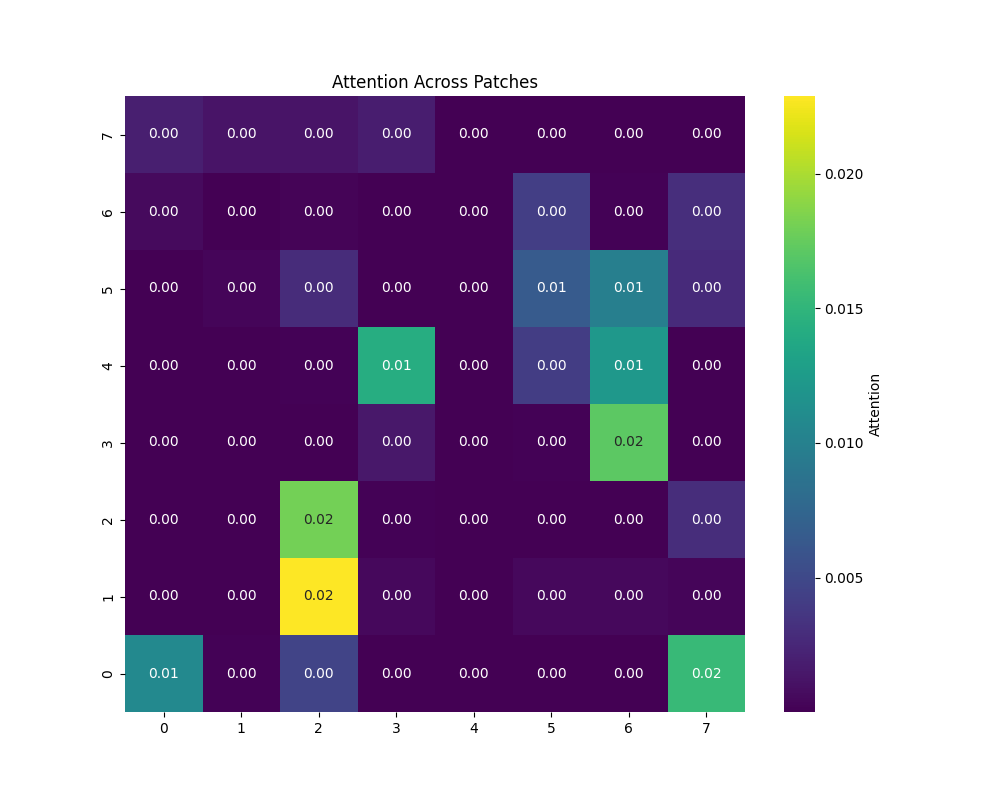 Attention Across Patches
7 0.00 0.00 0.00 0.00 0.00 0.00 0.00 0.00
0.020
6 0.00 0.00 0.00 0.00 0.00 0.00 0.00 0.00
5 0.00 0.00 0.00 0.00 0.00 0.01 0.01 0.00
0.015
4 0.00 0.00 0.00 0.01 0.00 0.00 0.01 0.00
Attention
3 0.00 0.00 0.00 0.00 0.00 0.00 0.02 0.00
0.010
2 0.00 0.00 0.02 0.00 0.00 0.00 0.00 0.00
0.005
1 0.00 0.00 0.02 0.00 0.00 0.00 0.00 0.00
0 0.01 0.00 0.00 0.00 0.00 0.00 0.00 0.02
0 1 2 3 4 5 6 7